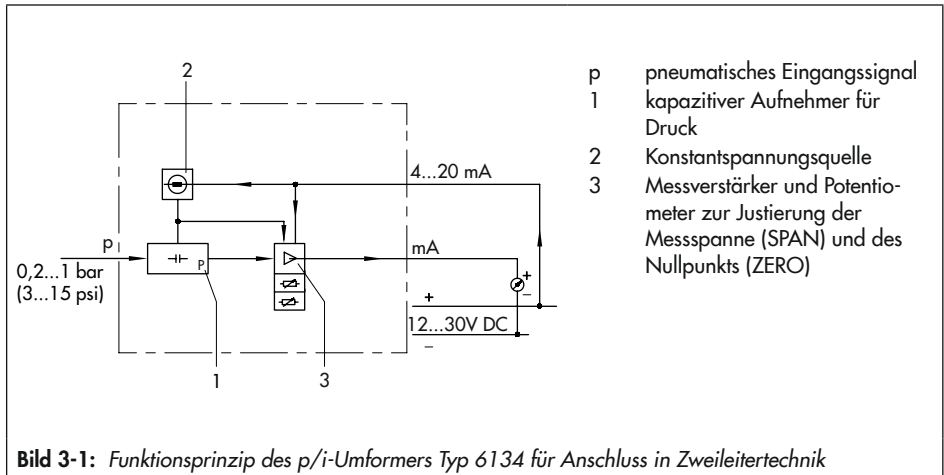 2
p pneumatisches Eingangssignal
1 kapazitiver Aufnehmer für
Druck
2 Konstantspannungsquelle
3 Messverstärker und Potentio-
meter zur Justierung der
Messspanne (SPAN) und des
Nullpunkts (ZERO)
4...20 mA
p
0,2...1 bar
(3...15 psi)
P
mA
+
–
+
12...30V DC
–
1
3
Bild 3-1: Funktionsprinzip des p/i-Umformers Typ 6134 für Anschluss in Zweileitertechnik